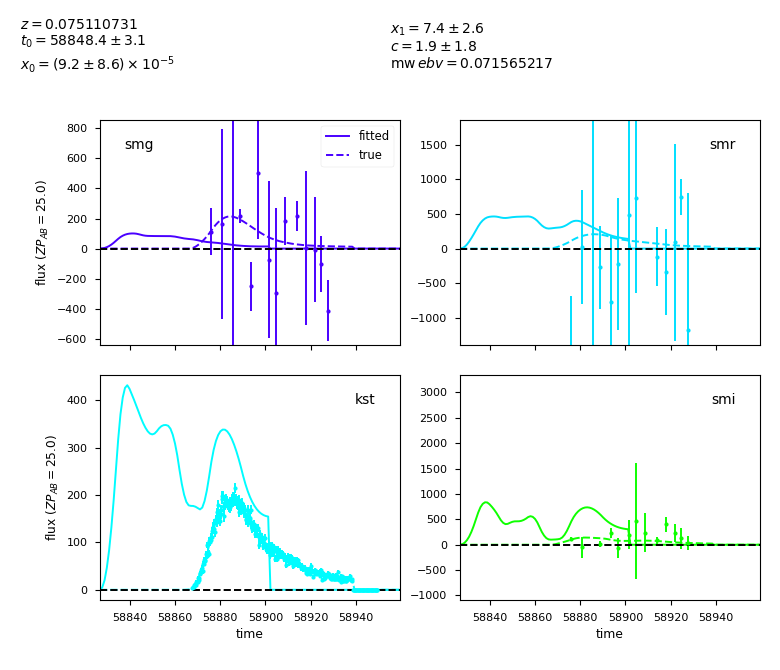 z = 0.075110731
t₀ = 58848.4 ± 3.1
x₀ = (9.2 ± 8.6) × 10⁻⁵
x₁ = 7.4 ± 2.6
c = 1.9 ± 1.8
mw ebv = 0.071565217
smg
fitted
true
800
600
400
200
0
−200
−400
−600
flux (ZP_AB = 25.0)
smr
1500
1000
500
0
−500
−1000
kst
400
300
200
100
0
flux (ZP_AB = 25.0)
58840 58860 58880 58900 58920 58940
time
smi
3000
2500
2000
1500
1000
500
0
−500
−1000
58840 58860 58880 58900 58920 58940
time